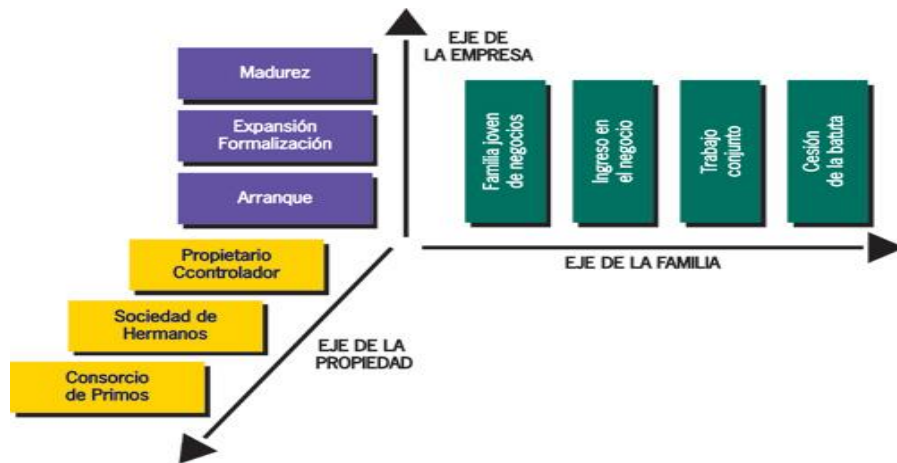 EJE DE
LA EMPRESA
Madurez
Expansión
Formalización
Arranque
Familia joven
de negocios
Ingreso en
el negocio
Trabajo
conjunto
Cesión
de la batuta
EJE DE LA FAMILIA
Propietario
Ccontrolador
Sociedad de
Hermanos
Consorcio
de Primos
EJE DE LA
PROPIEDAD